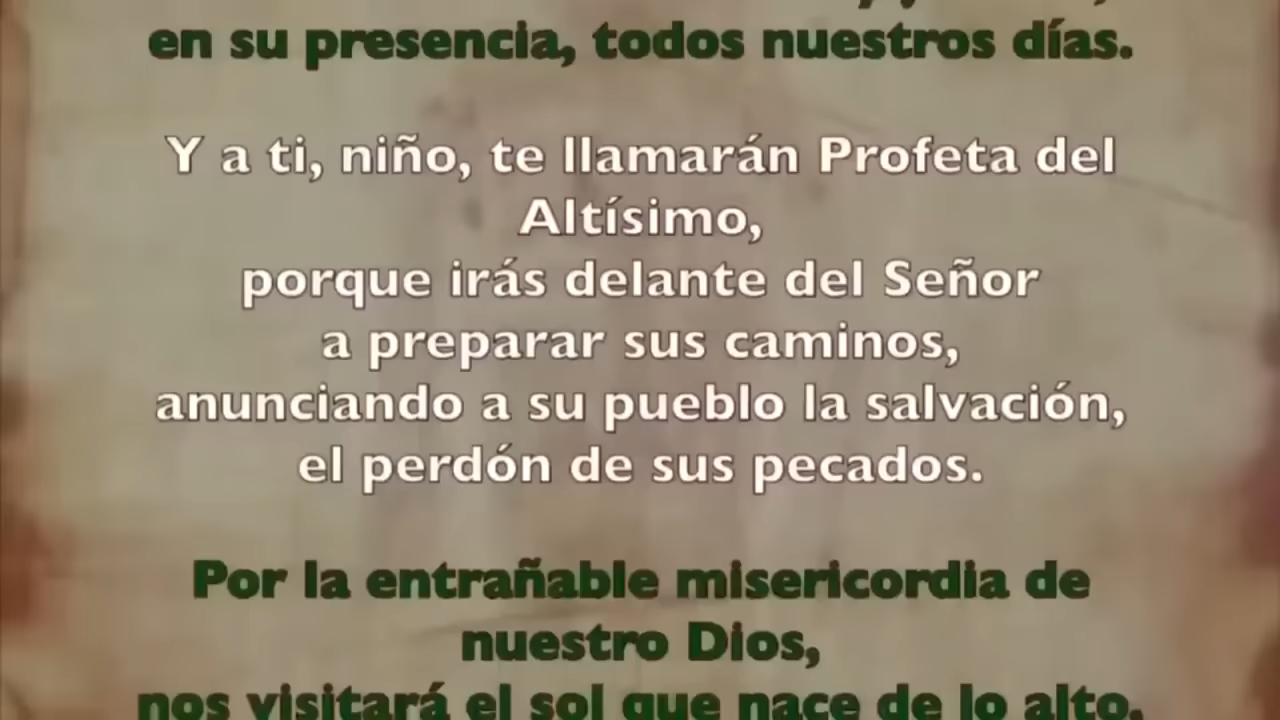 en su presencia, todos nuestros días.
Y a ti, niño, te llamarán Profeta del
Altísimo,
porque irás delante del Señor
a preparar sus caminos,
anunciando a su pueblo la salvación,
el perdón de sus pecados.
Por la entrañable misericordia de
nuestro Dios,
nos visitará el sol que nace de lo alto,